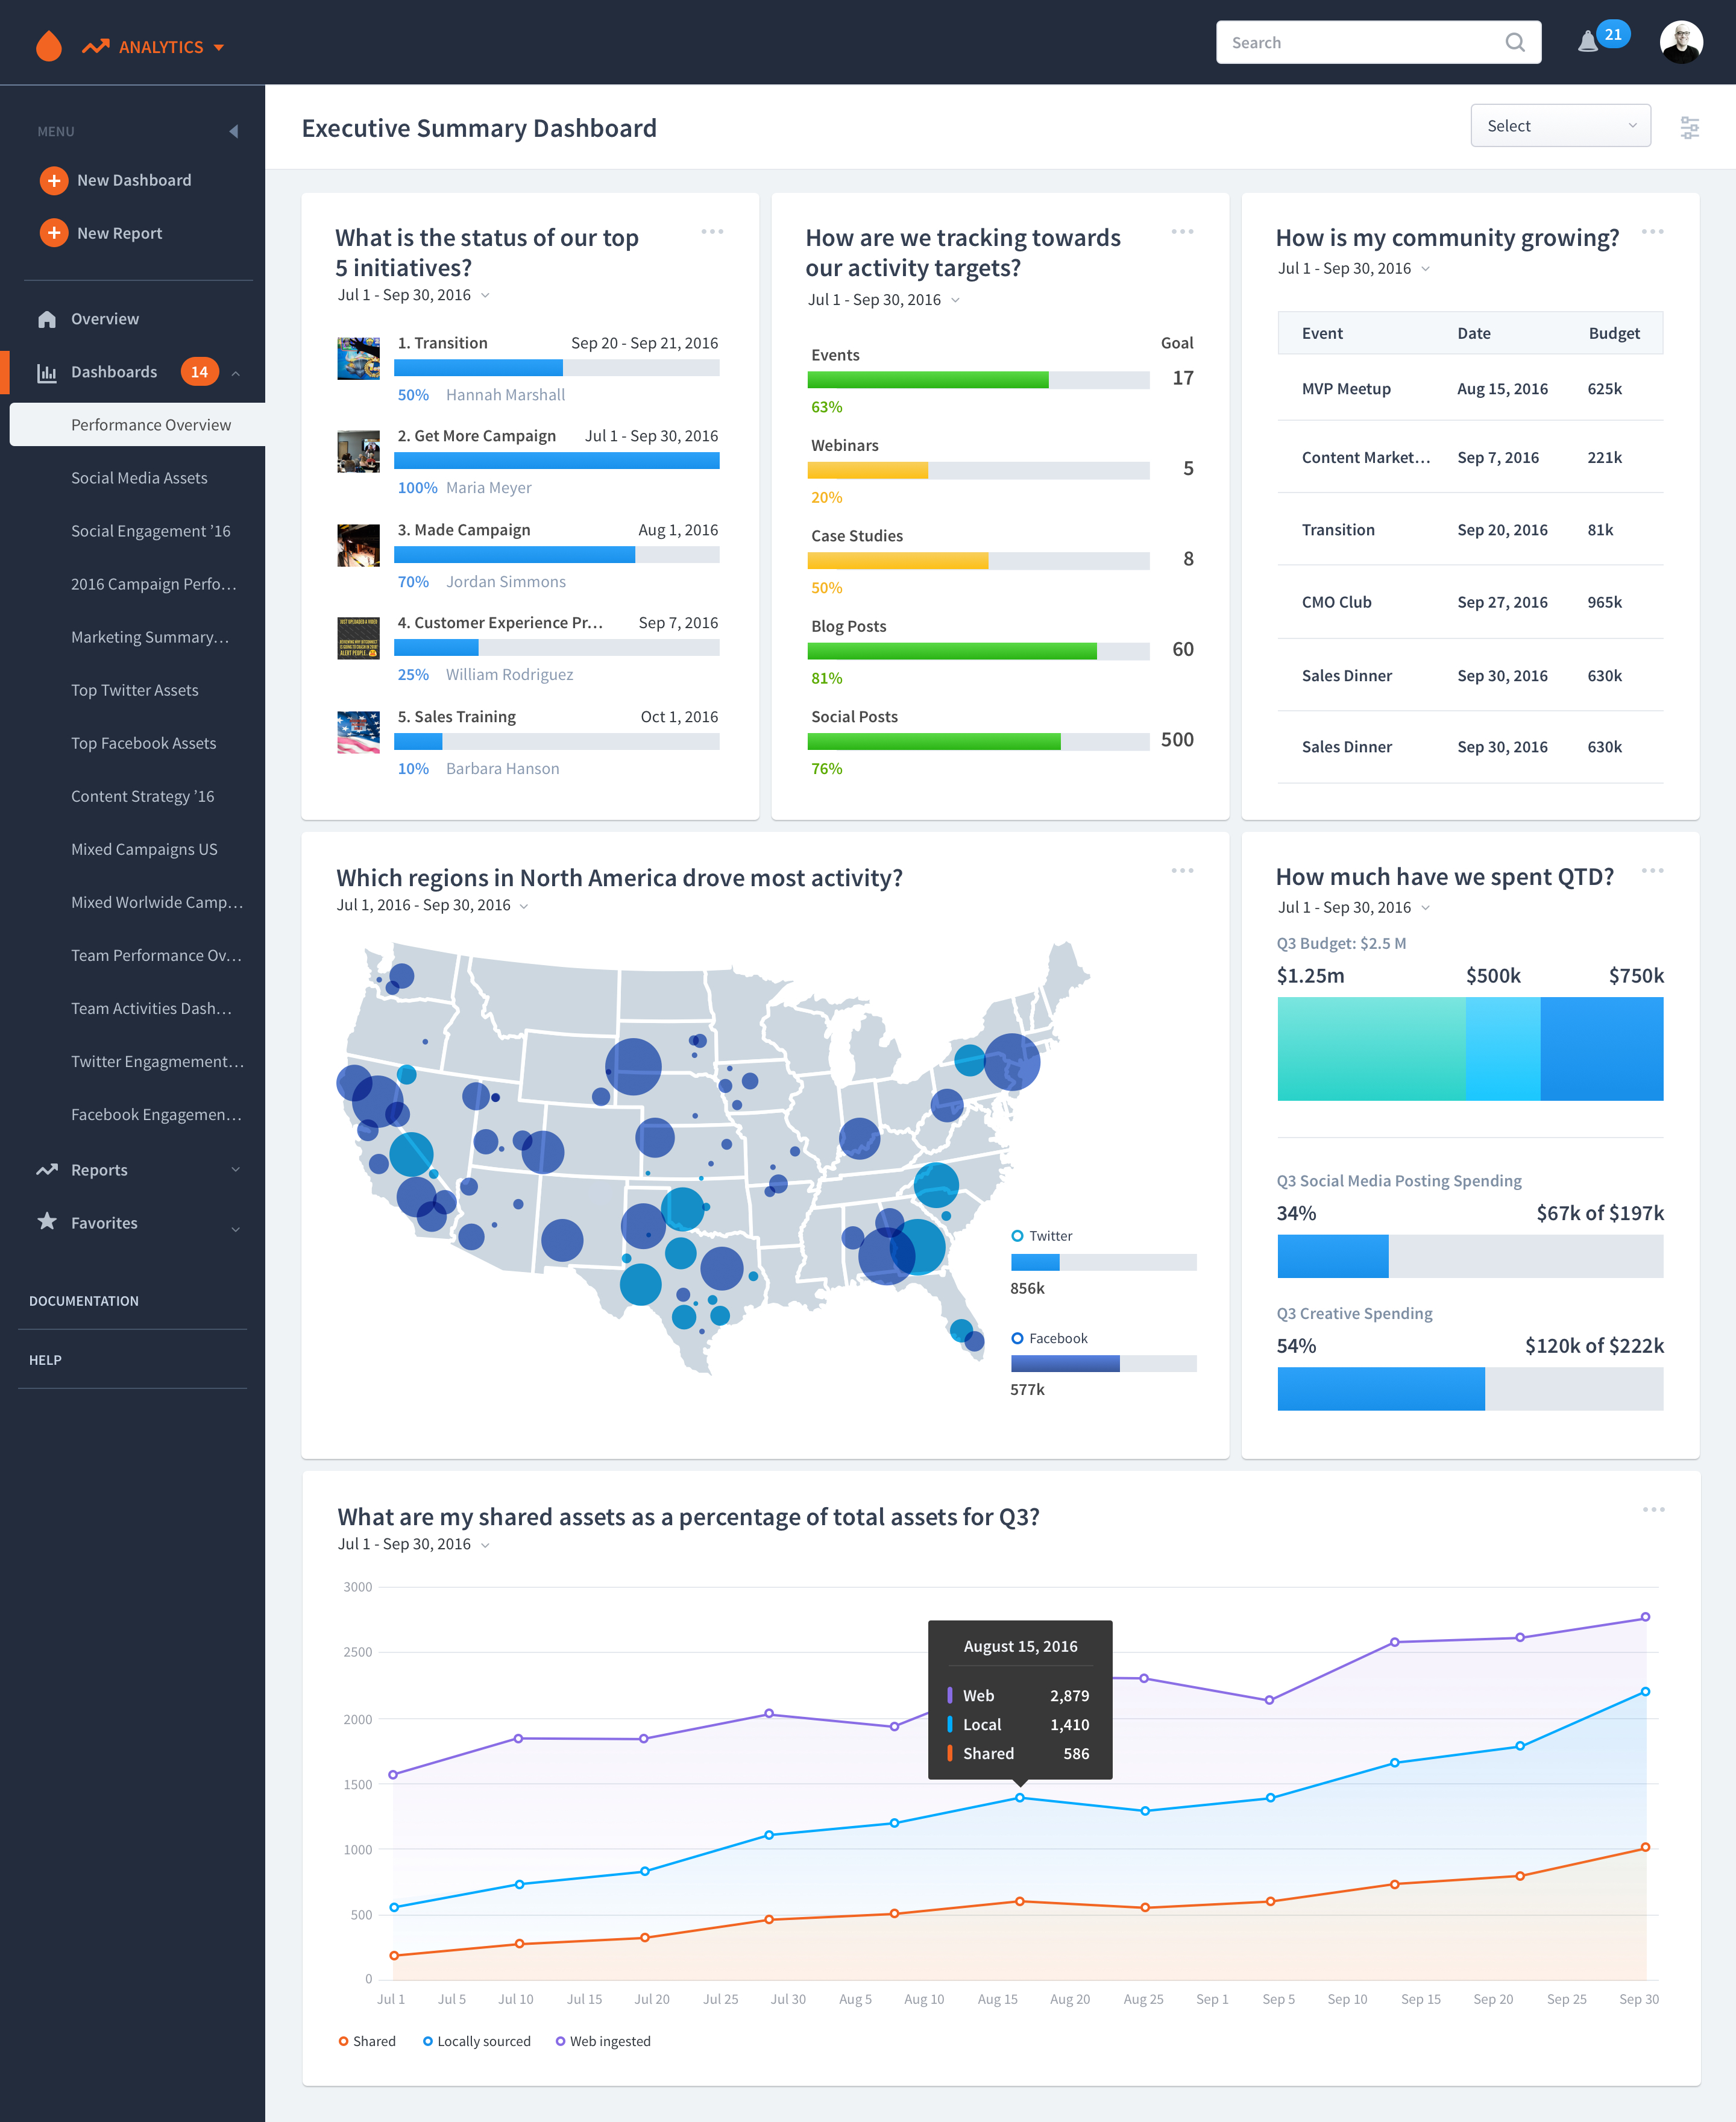 ANALYTICS
Search
21
MENU
New Dashboard
New Report
Overview
Dashboards 14
Performance Overview
Social Media Assets
Social Engagement ’16
2016 Campaign Perfo…
Marketing Summary…
Top Twitter Assets
Top Facebook Assets
Content Strategy ’16
Mixed Campaigns US
Mixed Worlwide Camp…
Team Performance Ov…
Team Activities Dash…
Twitter Engagmement…
Facebook Engagemen…
Reports
Favorites
DOCUMENTATION
HELP
Executive Summary Dashboard
Select
What is the status of our top
5 initiatives?
Jul 1 - Sep 30, 2016
1. Transition Sep 20 - Sep 21, 2016
50% Hannah Marshall
2. Get More Campaign Jul 1 - Sep 30, 2016
100% Maria Meyer
3. Made Campaign Aug 1, 2016
70% Jordan Simmons
4. Customer Experience Pr… Sep 7, 2016
25% William Rodriguez
5. Sales Training Oct 1, 2016
10% Barbara Hanson
How are we tracking towards
our activity targets?
Jul 1 - Sep 30, 2016
Goal
Events
17
63%
Webinars
5
20%
Case Studies
8
50%
Blog Posts
60
81%
Social Posts
500
76%
How is my community growing?
Jul 1 - Sep 30, 2016
Event Date Budget
MVP Meetup Aug 15, 2016 625k
Content Market… Sep 7, 2016 221k
Transition Sep 20, 2016 81k
CMO Club Sep 27, 2016 965k
Sales Dinner Sep 30, 2016 630k
Sales Dinner Sep 30, 2016 630k
Which regions in North America drove most activity?
Jul 1, 2016 - Sep 30, 2016
Twitter
856k
Facebook
577k
How much have we spent QTD?
Jul 1 - Sep 30, 2016
Q3 Budget: $2.5 M
$1.25m $500k $750k
Q3 Social Media Posting Spending
34% $67k of $197k
Q3 Creative Spending
54% $120k of $222k
What are my shared assets as a percentage of total assets for Q3?
Jul 1 - Sep 30, 2016
3000
2500
2000
1500
1000
500
0
August 15, 2016
Web 2,879
Local 1,410
Shared 586
Jul 1 Jul 5 Jul 10 Jul 15 Jul 20 Jul 25 Jul 30 Aug 5 Aug 10 Aug 15 Aug 20 Aug 25 Sep 1 Sep 5 Sep 10 Sep 15 Sep 20 Sep 25 Sep 30
Shared Locally sourced Web ingested